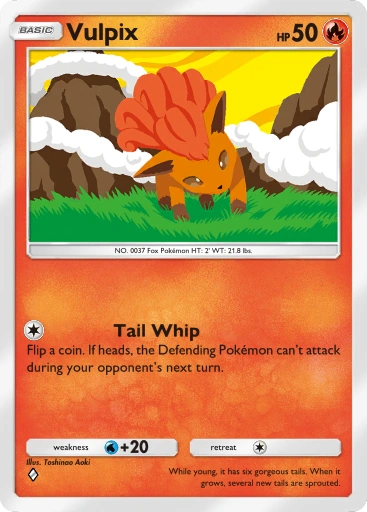 BASIC Vulpix HP 50
NO. 0037 Fox Pokémon HT: 2' WT: 21.8 lbs.
Tail Whip
Flip a coin. If heads, the Defending Pokémon can't attack
during your opponent's next turn.
weakness +20 retreat
Illus. Toshinao Aoki
While young, it has six gorgeous tails. When it
grows, several new tails are sprouted.